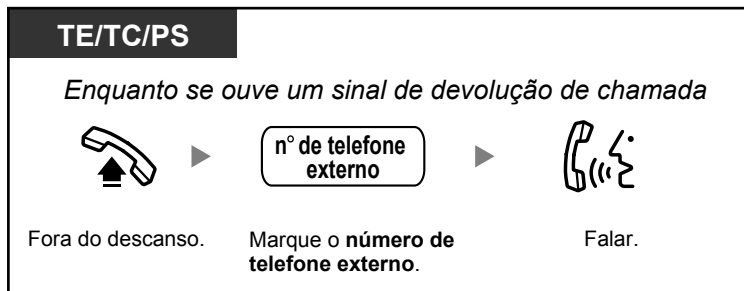 TE/TC/PS
Enquanto se ouve um sinal de devolução de chamada
n° de telefone
externo
Fora do descanso.
Marque o número de
telefone externo.
Falar.